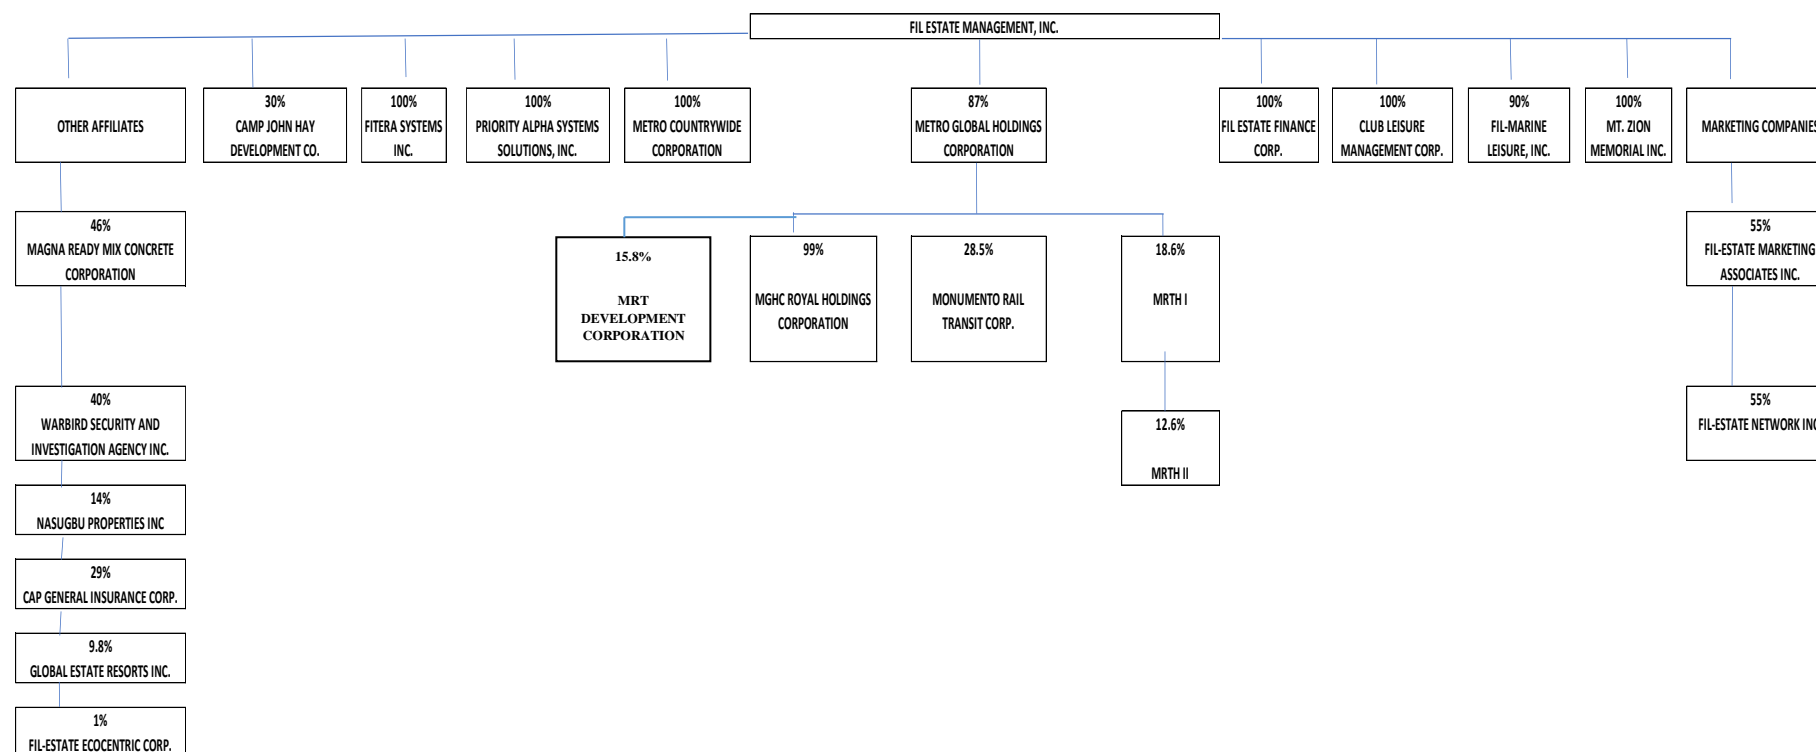 FIL ESTATE MANAGEMENT, INC.
OTHER AFFILIATES
30%
CAMP JOHN HAY
DEVELOPMENT CO.
100%
FITERA SYSTEMS
INC.
100%
PRIORITY ALPHA SYSTEMS
SOLUTIONS, INC.
100%
METRO COUNTRYWIDE
CORPORATION
87%
METRO GLOBAL HOLDINGS
CORPORATION
100%
FIL ESTATE FINANCE
CORP.
100%
CLUB LEISURE
MANAGEMENT CORP.
90%
FIL-MARINE
LEISURE, INC.
100%
MT. ZION
MEMORIAL INC.
MARKETING COMPANIES
46%
MAGNA READY MIX CONCRETE
CORPORATION
15.8%
MRT
DEVELOPMENT
CORPORATION
99%
MGHC ROYAL HOLDINGS
CORPORATION
28.5%
MONUMENTO RAIL
TRANSIT CORP.
18.6%
MRTH I
55%
FIL-ESTATE MARKETING
ASSOCIATES INC.
40%
WARBIRD SECURITY AND
INVESTIGATION AGENCY INC.
12.6%
MRTH II
55%
FIL-ESTATE NETWORK INC
14%
NASUGBU PROPERTIES INC
29%
CAP GENERAL INSURANCE CORP.
9.8%
GLOBAL ESTATE RESORTS INC.
1%
FIL-ESTATE ECOCENTRIC CORP.